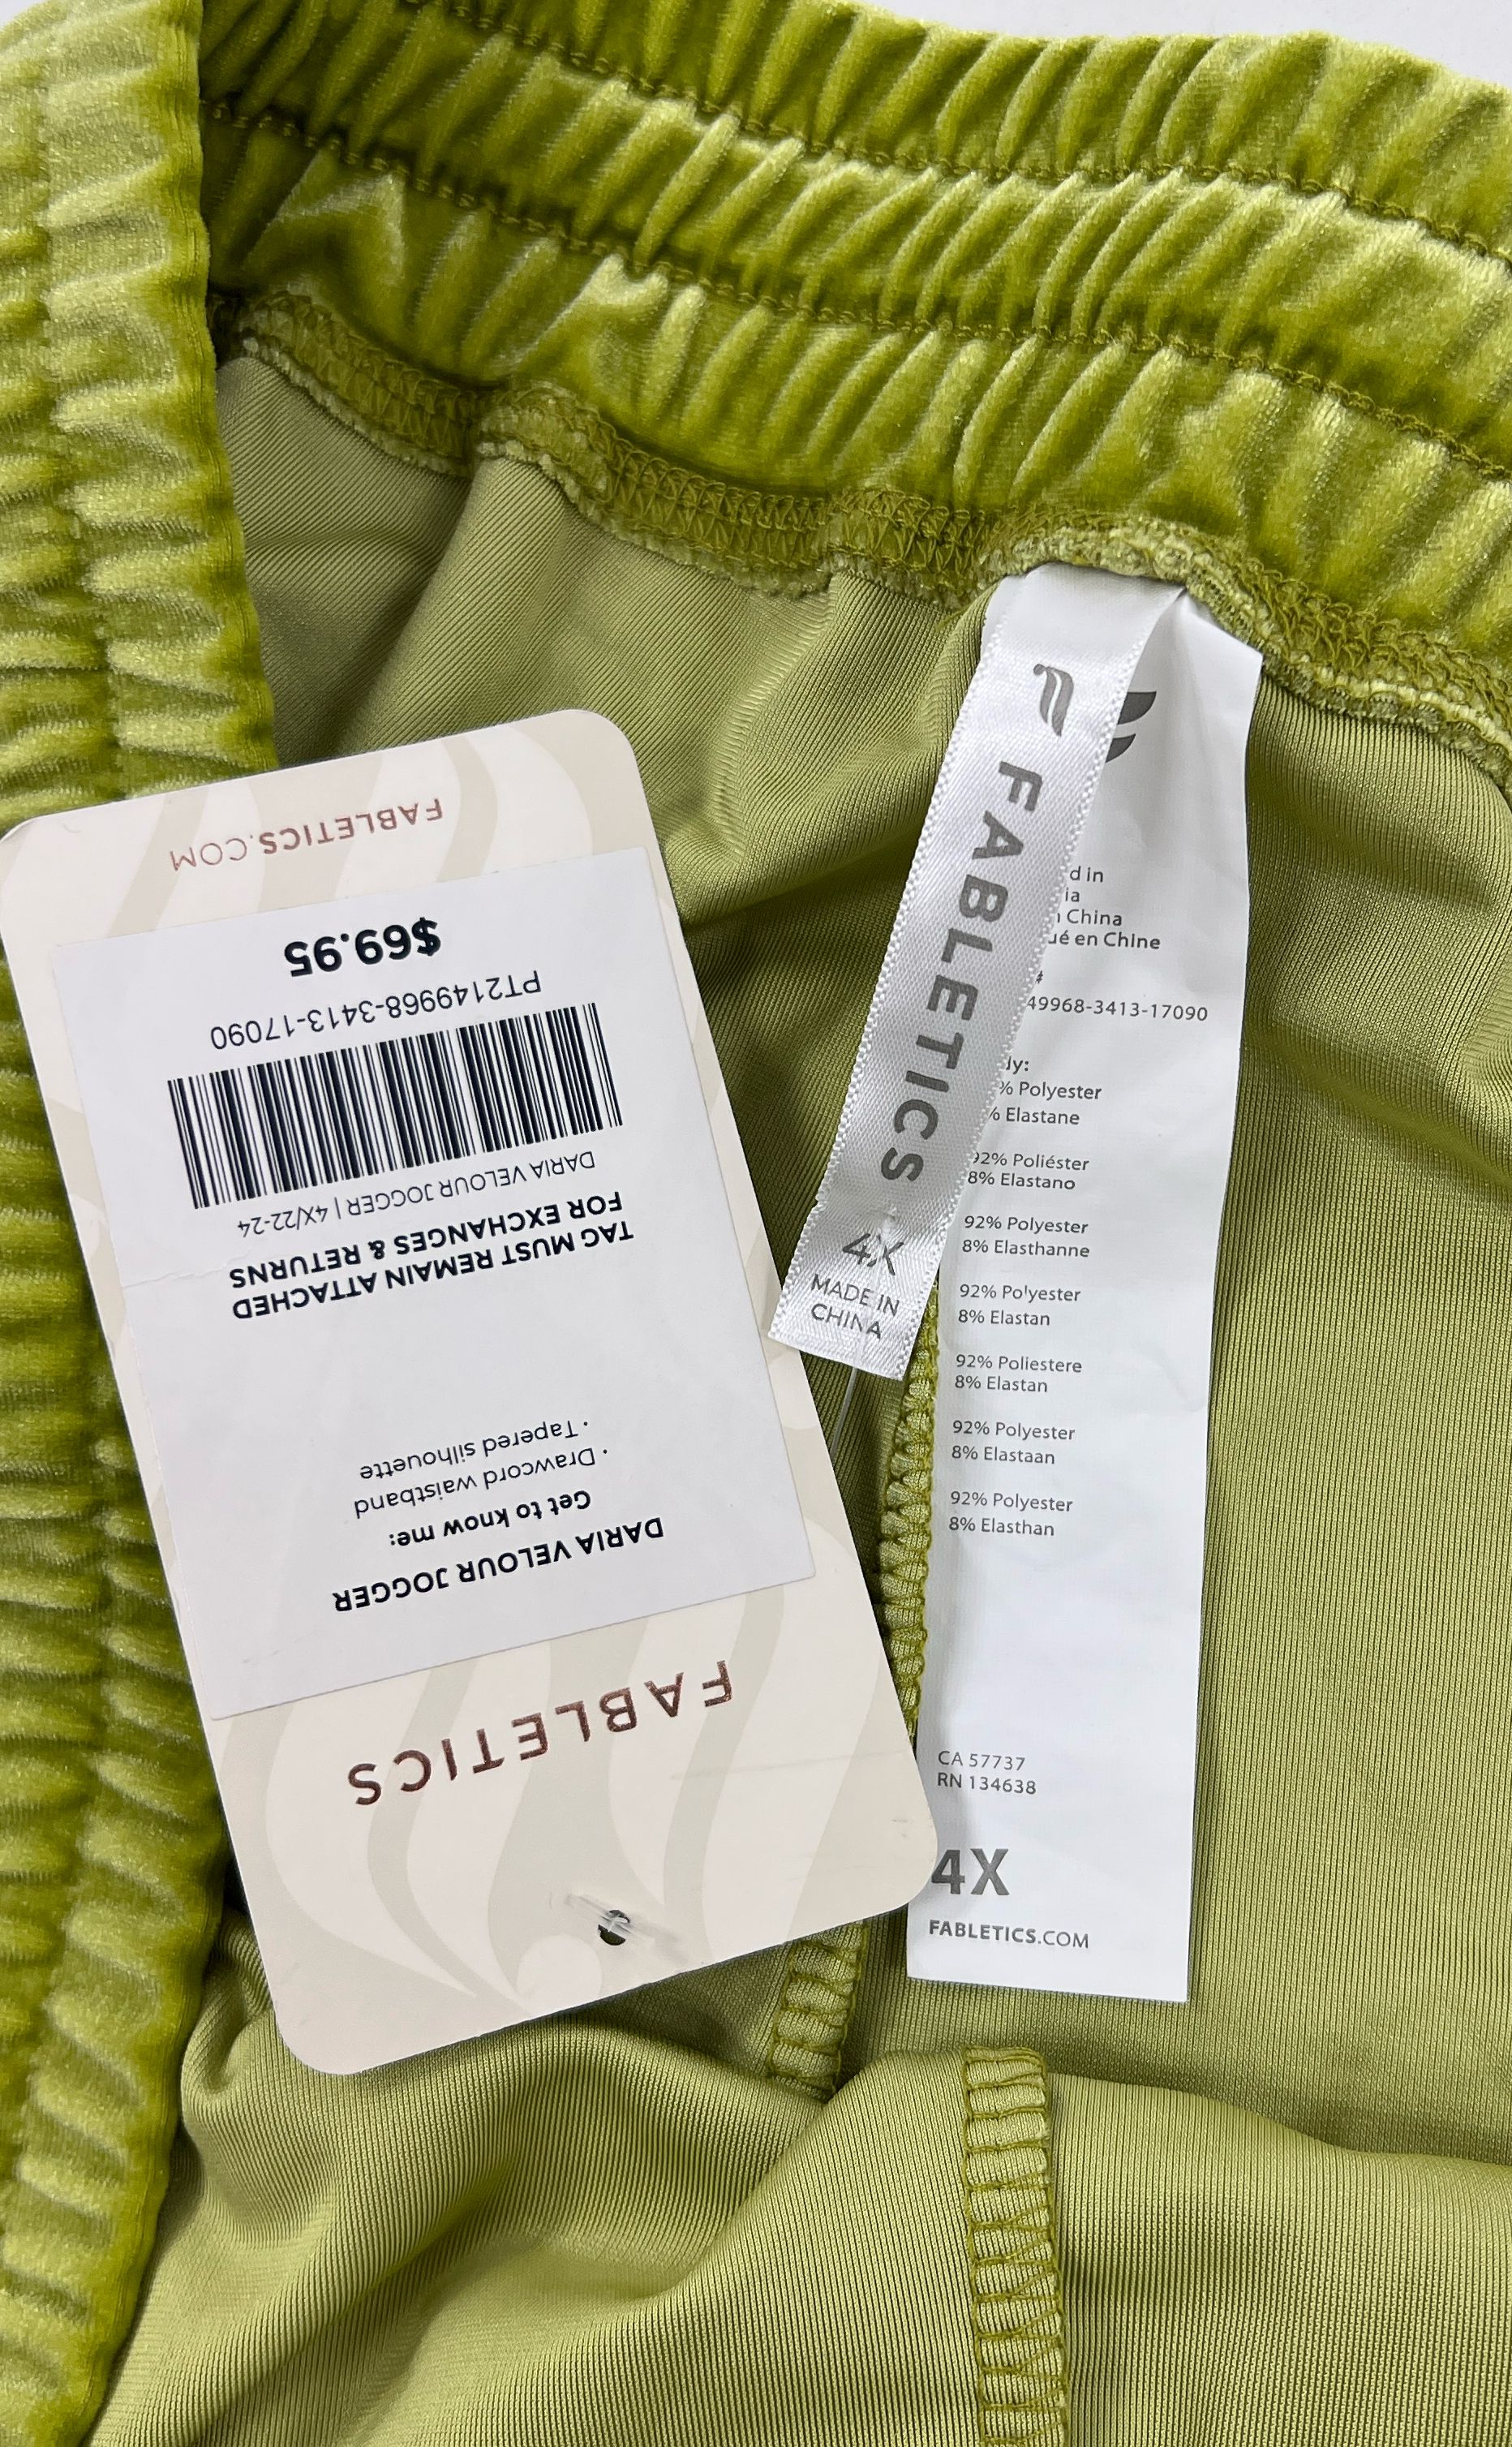 FABLETICS
DARIA VELOUR JOGGER
Get to know me:
· Drawcord waistband
· Tapered silhouette
TAG MUST REMAIN ATTACHED
FOR EXCHANGES & RETURNS
DARIA VELOUR JOGGER | 4X/22-24
PT2149968-3413-17090
$69.95
FABLETICS.COM
FABLETICS
4X
MADE IN
CHINA
d in
ia
China
ué en Chine
49968-3413-17090
dy:
% Polyester
% Elastane
92% Poliéster
8% Elastano
92% Polyester
8% Elasthanne
92% Polyester
8% Elastan
92% Poliestere
8% Elastan
92% Polyester
8% Elastaan
92% Polyester
8% Elasthan
CA 57737
RN 134638
4X
FABLETICS.COM